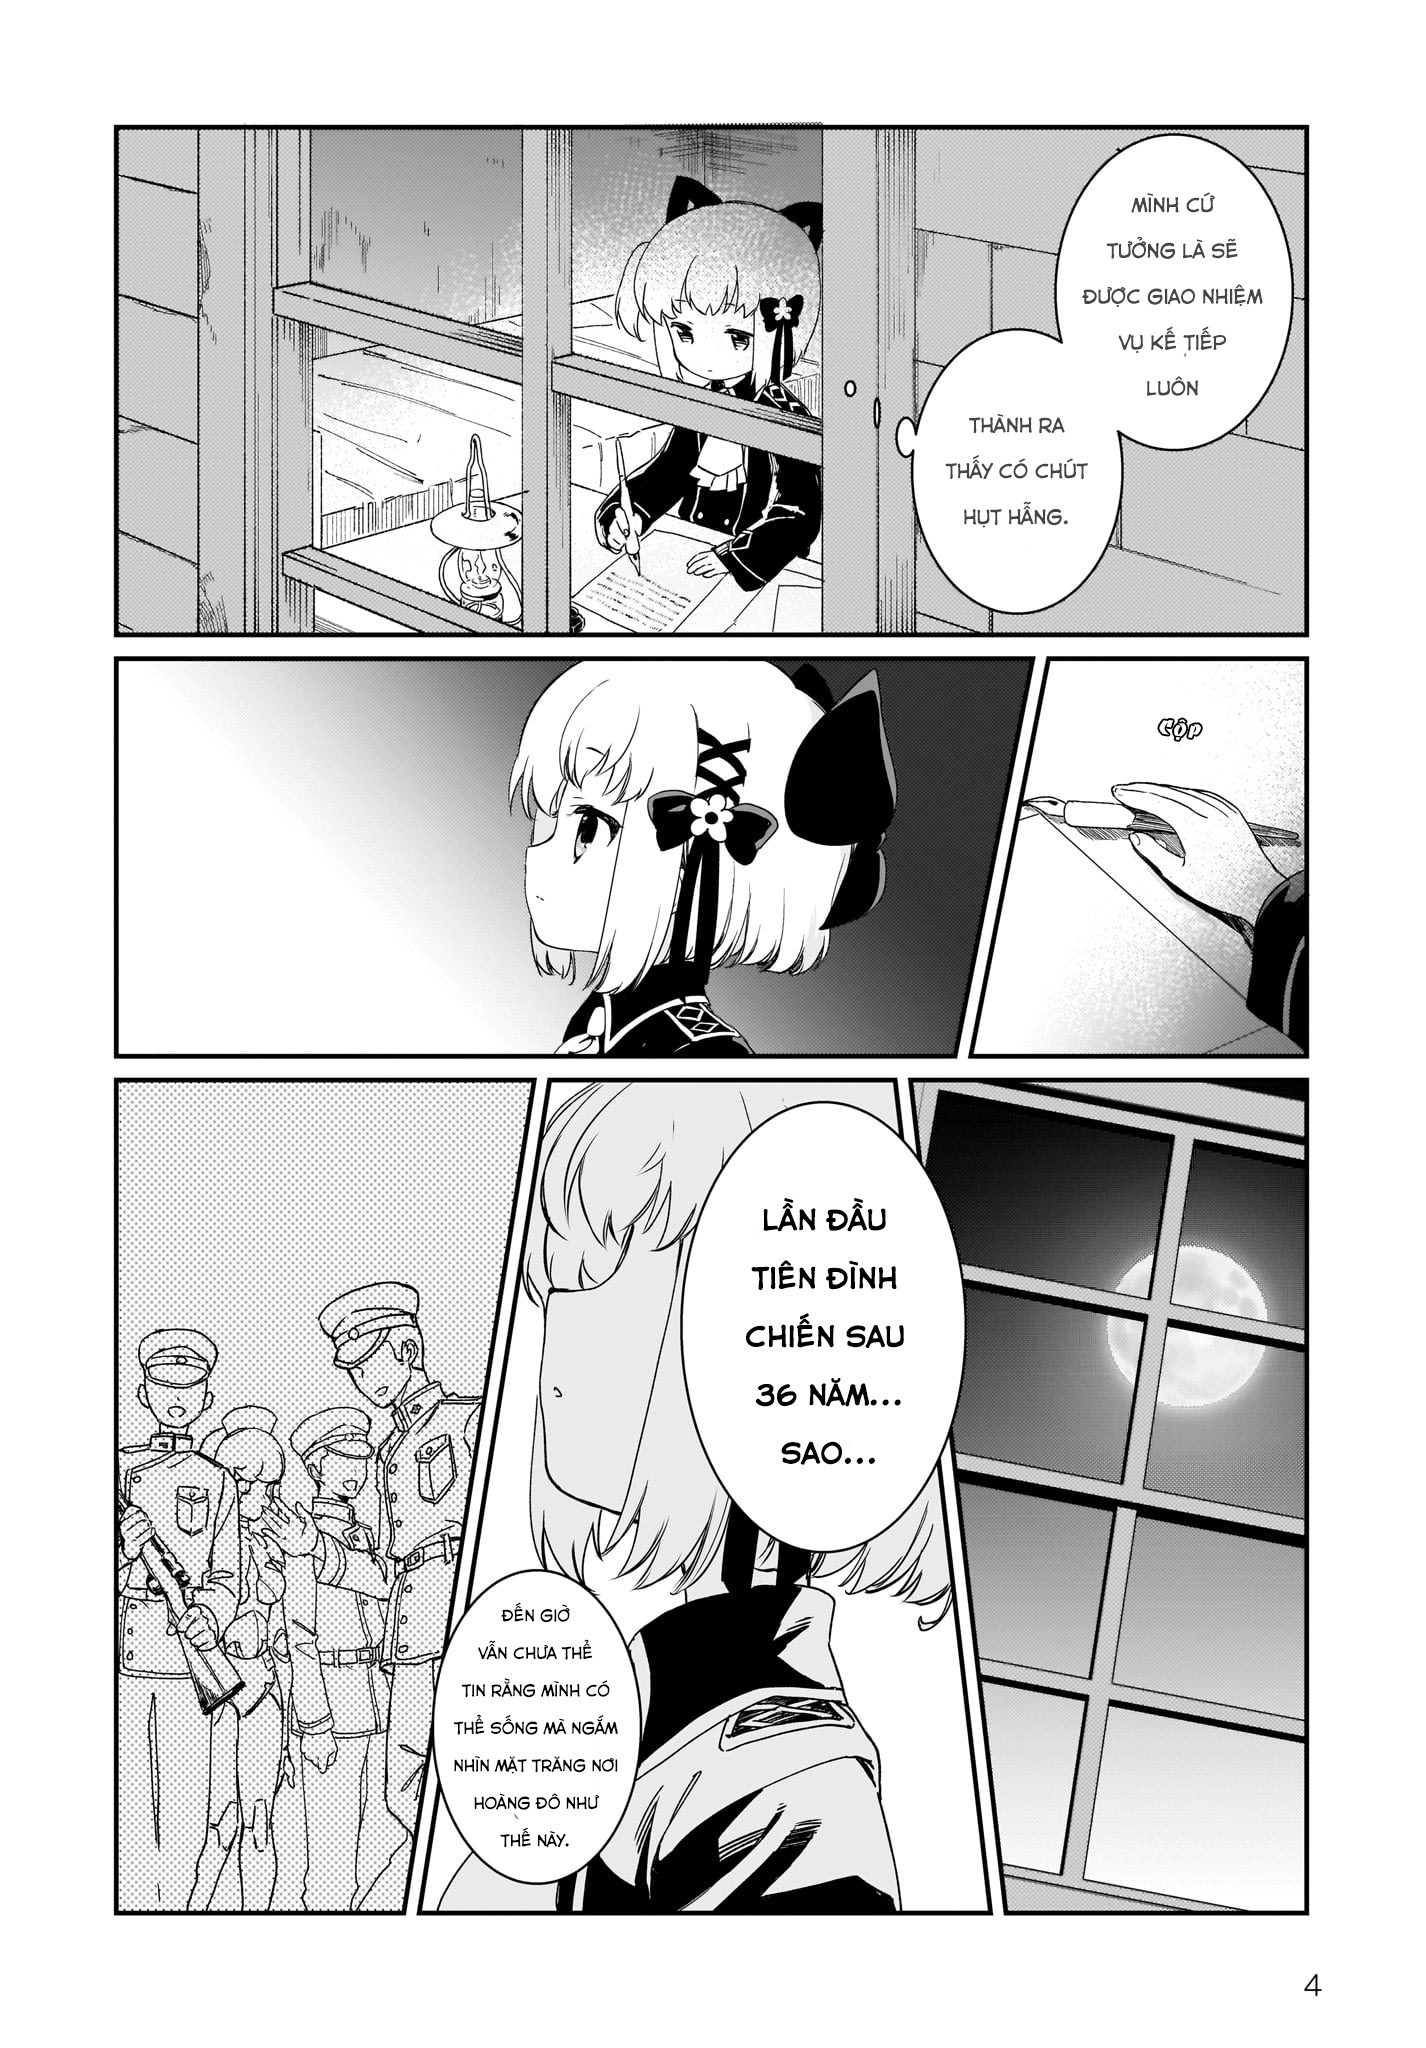 MÌNH CỨ
TƯỞNG LÀ SẼ
ĐƯỢC GIAO NHIỆM
VỤ KẾ TIẾP
LUÔN
THÀNH RA
THẤY CÓ CHÚT
HỤT HẪNG.
CỘP
LẦN ĐẦU
TIÊN ĐÌNH
CHIẾN SAU
36 NĂM...
SAO...
ĐẾN GIỜ
VẪN CHƯA THỂ
TIN RẰNG MÌNH CÓ
THỂ SỐNG MÀ NGẮM
NHÌN MẶT TRĂNG NƠI
HOÀNG ĐÔ NHƯ
THẾ NÀY.
4